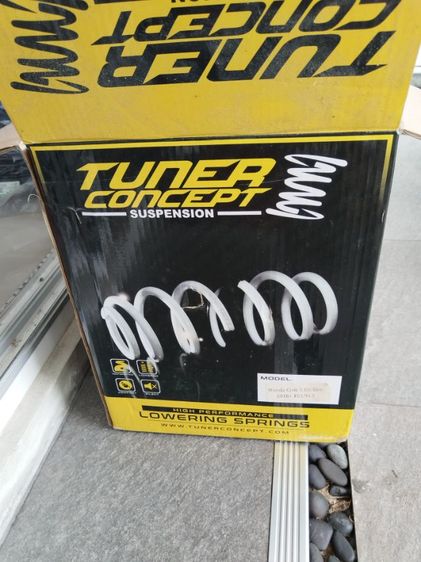 TUNER
CONCEPT
TUNER
CONCEPT
SUSPENSION
MODEL
HIGH PERFORMANCE
LOWERING SPRINGS
WWW.TUNERCONCEPT.COM